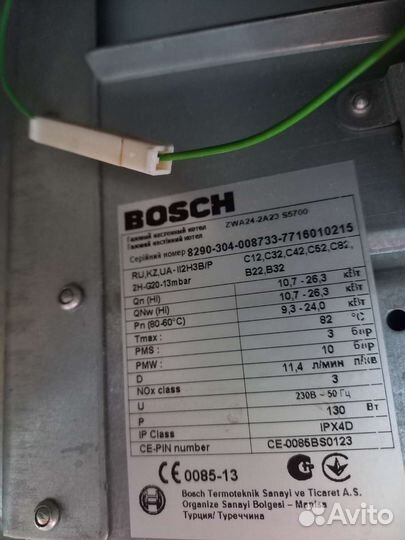 BOSCH
ZWA24-2A23 S5700
Газовый настенный котел
Газовий настінний котел
Серійний номер 8290-304-008733-7716010215
RU,KZ,UA-II2H3B/P C12,C32,C42,C52,C82,
2H-G20-13mbar B22,B32
Qn (Hi) 10,7 - 26,3 кВт
QNw (Hi) 10,7 - 26,3 кВт
Pn (80-60°C) 9,3 - 24,0 кВт
Tmax : 82 °C
PMS : 3 бар
PMW : 10 бар
D 11,4 л/мин
NOx class 3
U 230В ~ 50 Гц
P 130 Вт
IP Class IPX4D
CE-PIN number CE-0085BS0123
CE 0085-13
Bosch Termoteknik Sanayi ve Ticaret A.S.
Organize Sanayi Bolgesi - Manisa
Турция/ Туреччина
Avito